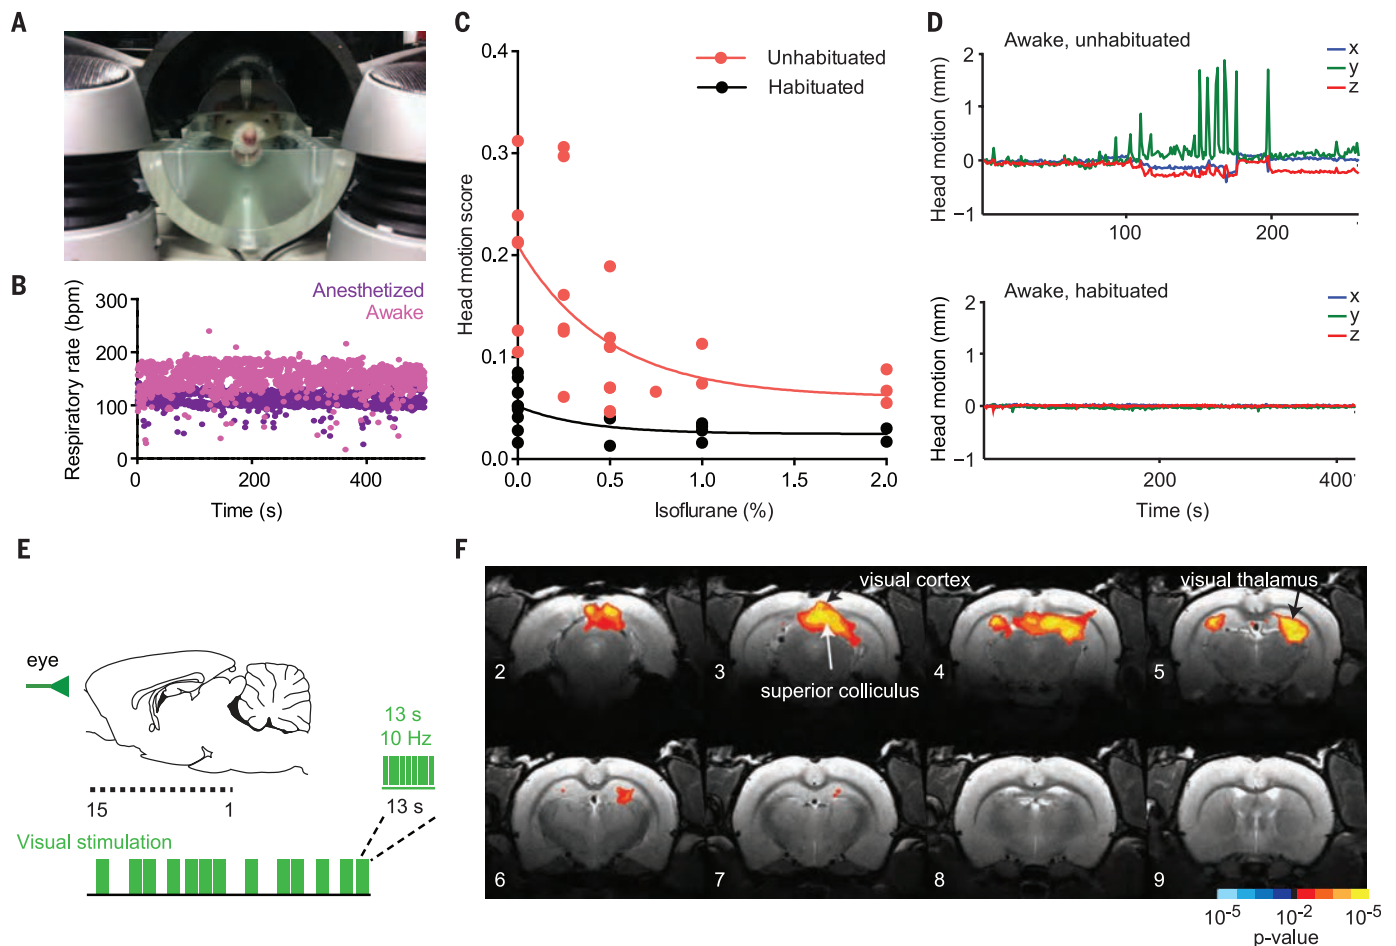 A
B
Anesthetized
Awake
Respiratory rate (bpm)
300
200
100
0
0
200
400
Time (s)
C
Unhabituated
Habituated
Head motion score
0.4
0.3
0.2
0.1
0.0
0.0
0.5
1.0
1.5
2.0
Isoflurane (%)
D
Awake, unhabituated
x
y
z
Head motion (mm)
2
1
0
−1
100
200
Awake, habituated
x
y
z
Head motion (mm)
2
1
0
−1
200
400
Time (s)
E
eye
15
1
13 s
10 Hz
13 s
Visual stimulation
F
visual cortex
visual thalamus
superior colliculus
2
3
4
5
6
7
8
9
10⁻⁵
10⁻²
10⁻⁵
p-value